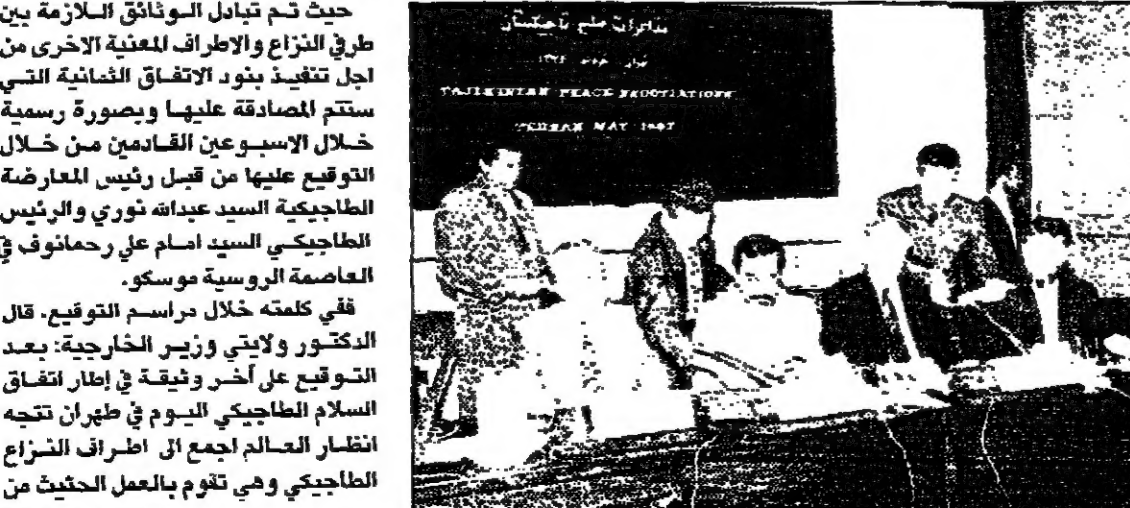 حيث تم تبادل الوثائق اللازمة بين
طرفي النزاع والاطراف المعنية الاخرى من
اجل تنفيذ بنود الاتفاق الثمانية التي
ستتم المصادقة عليها وبصورة رسمية
خلال الاسبوعين القادمين من خلال
التوقيع عليها من قبل رئيس المعارضة
الطاجيكية السيد عبدالله نوري والرئيس
الطاجيكي السيد امام علي رحمانوف في
العاصمة الروسية موسكو.
ففي كلمته خلال دراسم التوقيع، قال
الدكتور ولايتي وزير الخارجية: بعد
التوقيع على آخر وثيقة في إطار اتفاق
السلام الطاجيكي اليوم في طهران تتجه
انظار العالم اجمع الى اطراف النزاع
الطاجيكي وهي تقوم بالعمل الحثيث من
مذاكرات صلح تاجيكستان
TAJIKISTAN PEACE NEGOTIATIONS
TEHRAN MAY 1997